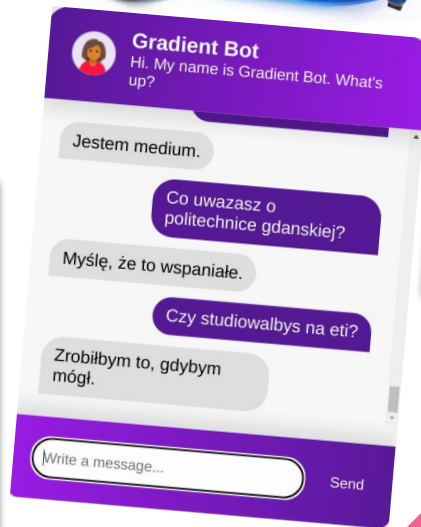 Gradient Bot
Hi. My name is Gradient Bot. What's
up?
Jestem medium.
Co uwazasz o
politechnice gdanskiej?
Myślę, że to wspaniałe.
Czy studiowalbys na eti?
Zrobiłbym to, gdybym
mógł.
Write a message...
Send